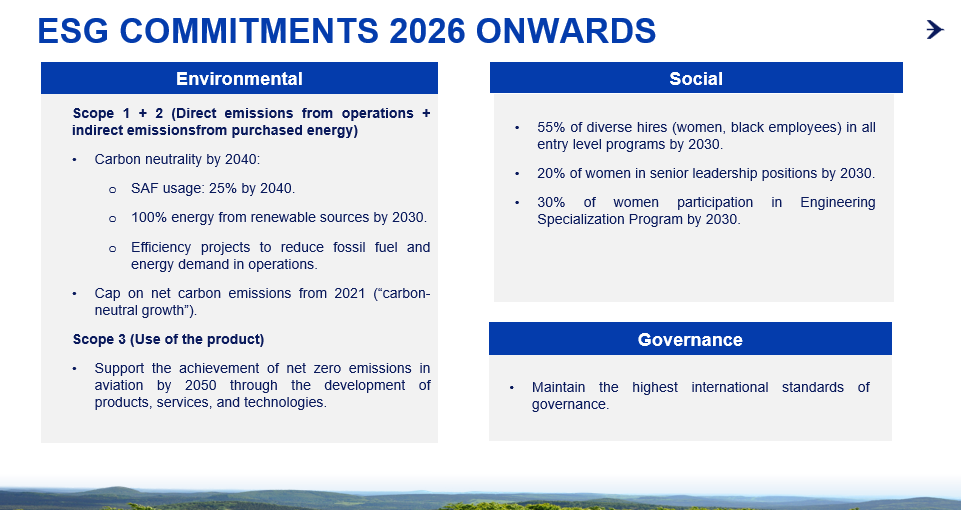 ESG COMMITMENTS 2026 ONWARDS
Environmental
Scope 1 + 2 (Direct emissions from operations +
indirect emissionsfrom purchased energy)
• Carbon neutrality by 2040:
o SAF usage: 25% by 2040.
o 100% energy from renewable sources by 2030.
o Efficiency projects to reduce fossil fuel and
energy demand in operations.
• Cap on net carbon emissions from 2021 (“carbon-
neutral growth”).
Scope 3 (Use of the product)
• Support the achievement of net zero emissions in
aviation by 2050 through the development of
products, services, and technologies.
Social
• 55% of diverse hires (women, black employees) in all
entry level programs by 2030.
• 20% of women in senior leadership positions by 2030.
• 30% of women participation in Engineering
Specialization Program by 2030.
Governance
• Maintain the highest international standards of
governance.